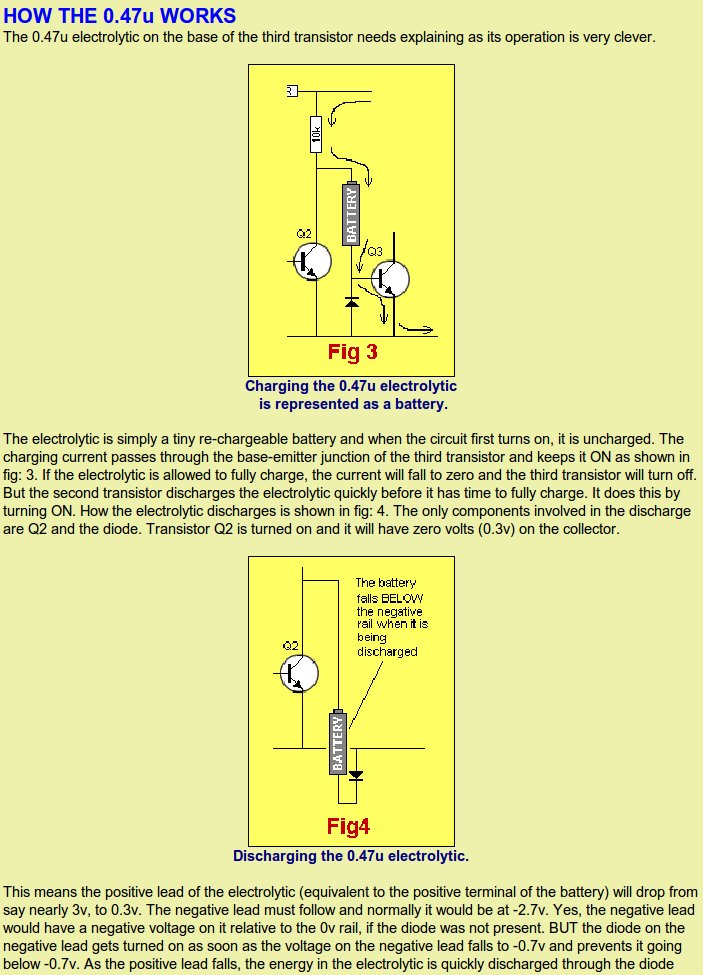 HOW THE 0.47u WORKS
The 0.47u electrolytic on the base of the third transistor needs explaining as its operation is very clever.
10k
BATTERY
Q2
Q3
Fig 3
Charging the 0.47u electrolytic
is represented as a battery.
The electrolytic is simply a tiny re-chargeable battery and when the circuit first turns on, it is uncharged. The
charging current passes through the base-emitter junction of the third transistor and keeps it ON as shown in
fig: 3. If the electrolytic is allowed to fully charge, the current will fall to zero and the third transistor will turn off.
But the second transistor discharges the electrolytic quickly before it has time to fully charge. It does this by
turning ON. How the electrolytic discharges is shown in fig: 4. The only components involved in the discharge
are Q2 and the diode. Transistor Q2 is turned on and it will have zero volts (0.3v) on the collector.
The battery
falls BELOW
the negative
rail when it is
being
discharged
Q2
BATTERY
Fig4
Discharging the 0.47u electrolytic.
This means the positive lead of the electrolytic (equivalent to the positive terminal of the battery) will drop from
say nearly 3v, to 0.3v. The negative lead must follow and normally it would be at -2.7v. Yes, the negative lead
would have a negative voltage on it relative to the 0v rail, if the diode was not present. BUT the diode on the
negative lead gets turned on as soon as the voltage on the negative lead falls to -0.7v and prevents it going
below -0.7v. As the positive lead falls, the energy in the electrolytic is quickly discharged through the diode